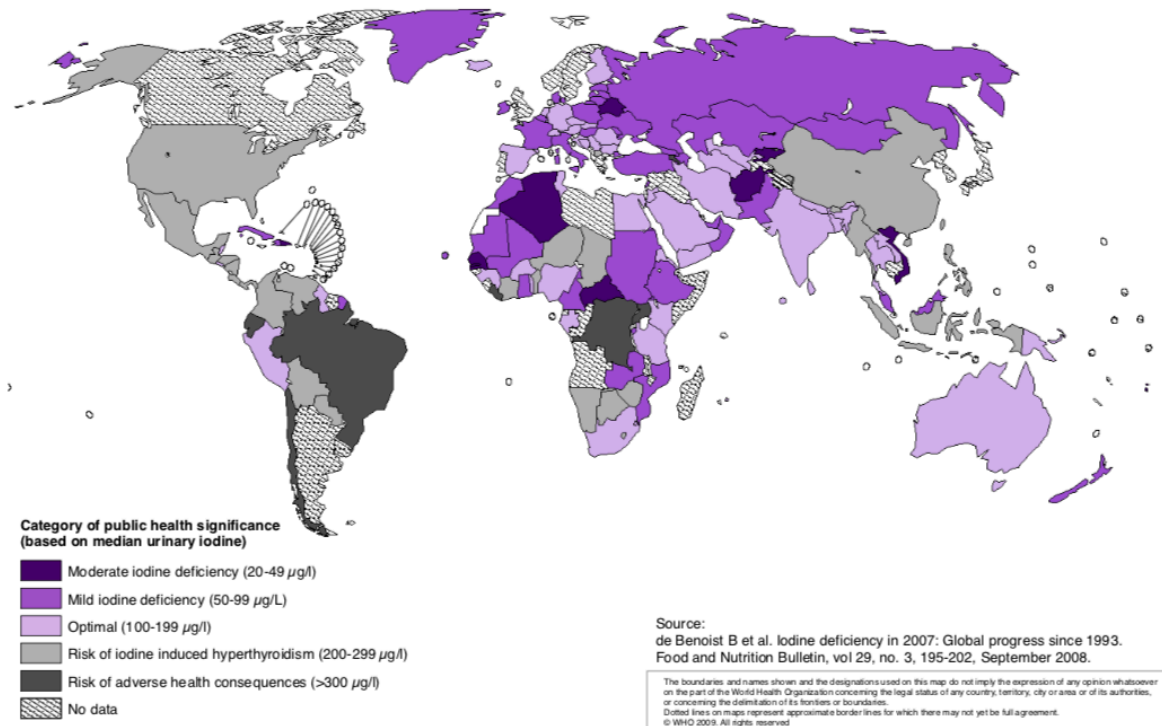 Category of public health significance
(based on median urinary iodine)
Moderate iodine deficiency (20-49 µg/l)
Mild iodine deficiency (50-99 µg/L)
Optimal (100-199 µg/l)
Risk of iodine induced hyperthyroidism (200-299 µg/l)
Risk of adverse health consequences (>300 µg/l)
No data
Source:
de Benoist B et al. Iodine deficiency in 2007: Global progress since 1993.
Food and Nutrition Bulletin, vol 29, no. 3, 195-202, September 2008.
The boundaries and names shown and the designations used on this map do not imply the expression of any opinion whatsoever
on the part of the World Health Organization concerning the legal status of any country, territory, city or area or of its authorities,
or concerning the delimitation of its frontiers or boundaries.
Dotted lines on maps represent approximate border lines for which there may not yet be full agreement.
© WHO 2009. All rights reserved